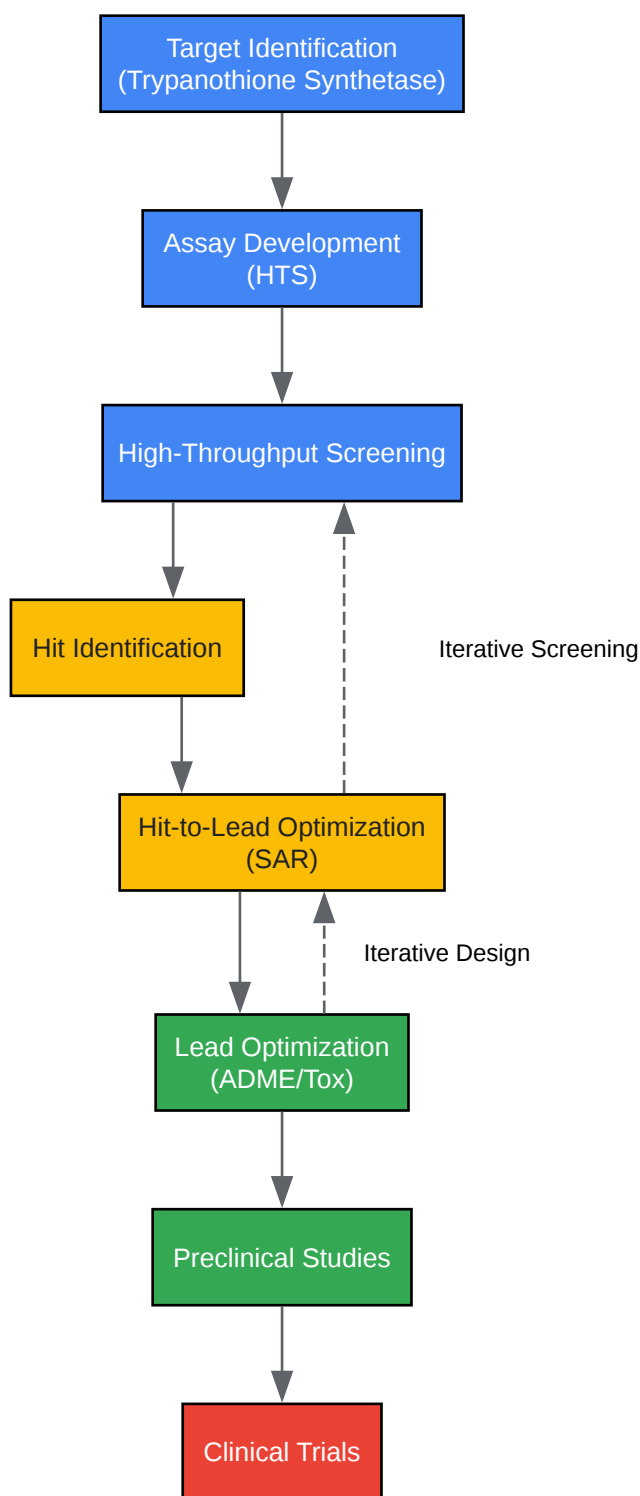 Target Identification
(Trypanothione Synthetase)
Assay Development
(HTS)
High-Throughput Screening
Hit Identification
Iterative Screening
Hit-to-Lead Optimization
(SAR)
Iterative Design
Lead Optimization
(ADME/Tox)
Preclinical Studies
Clinical Trials